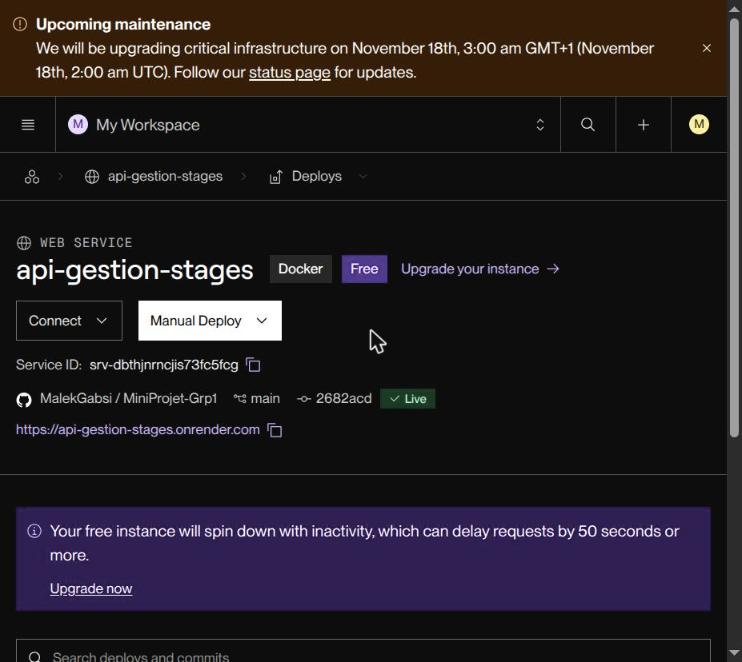 Upcoming maintenance
We will be upgrading critical infrastructure on November 18th, 3:00 am GMT+1 (November
18th, 2:00 am UTC). Follow our status page for updates.
M My Workspace M
api-gestion-stages Deploys
WEB SERVICE
api-gestion-stages Docker Free Upgrade your instance →
Connect Manual Deploy
Service ID: srv-dbthjnrncjis73fc5fcg
MalekGabsi / MiniProjet-Grp1 main 2682acd Live
https://api-gestion-stages.onrender.com
Your free instance will spin down with inactivity, which can delay requests by 50 seconds or
more.
Upgrade now
Search deploys and commits